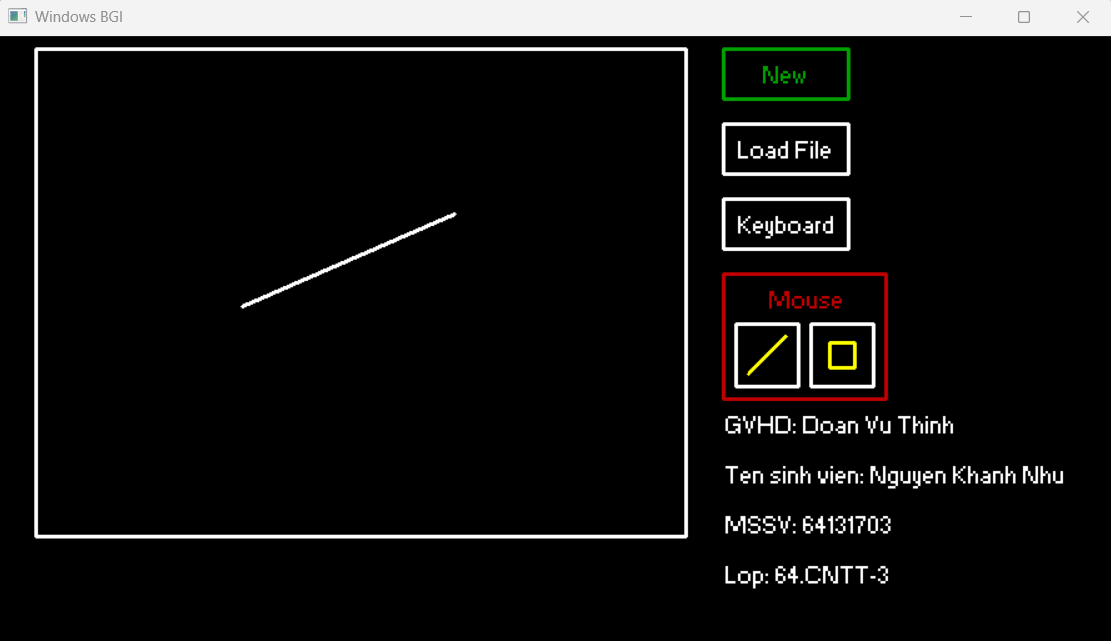 Windows BGI
New
Load File
Keyboard
Mouse
GVHD: Doan Vu Thinh
Ten sinh vien: Nguyen Khanh Nhu
MSSV: 64131703
Lop: 64.CNTT-3